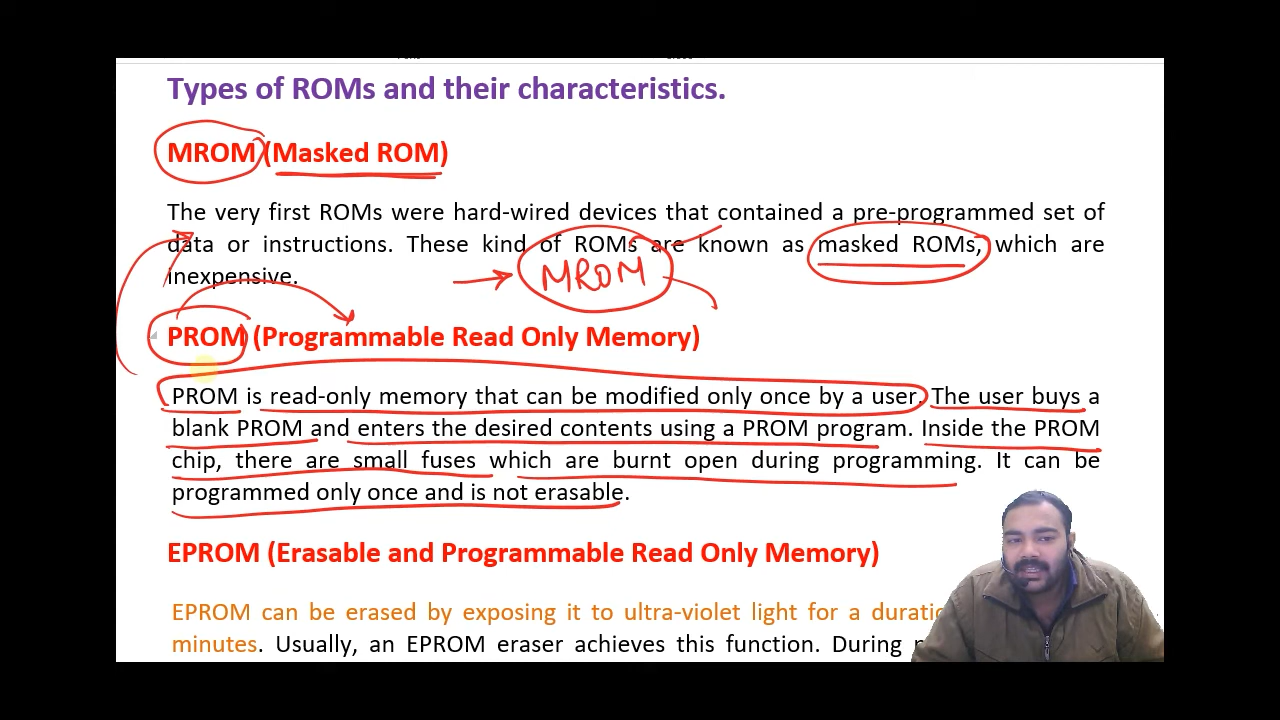 Types of ROMs and their characteristics.
MROM (Masked ROM)
The very first ROMs were hard-wired devices that contained a pre-programmed set of
data or instructions. These kind of ROMs are known as masked ROMs, which are
inexpensive.
MROM
PROM (Programmable Read Only Memory)
PROM is read-only memory that can be modified only once by a user. The user buys a
blank PROM and enters the desired contents using a PROM program. Inside the PROM
chip, there are small fuses which are burnt open during programming. It can be
programmed only once and is not erasable.
EPROM (Erasable and Programmable Read Only Memory)
EPROM can be erased by exposing it to ultra-violet light for a
minutes. Usually, an EPROM eraser achieves this function. During